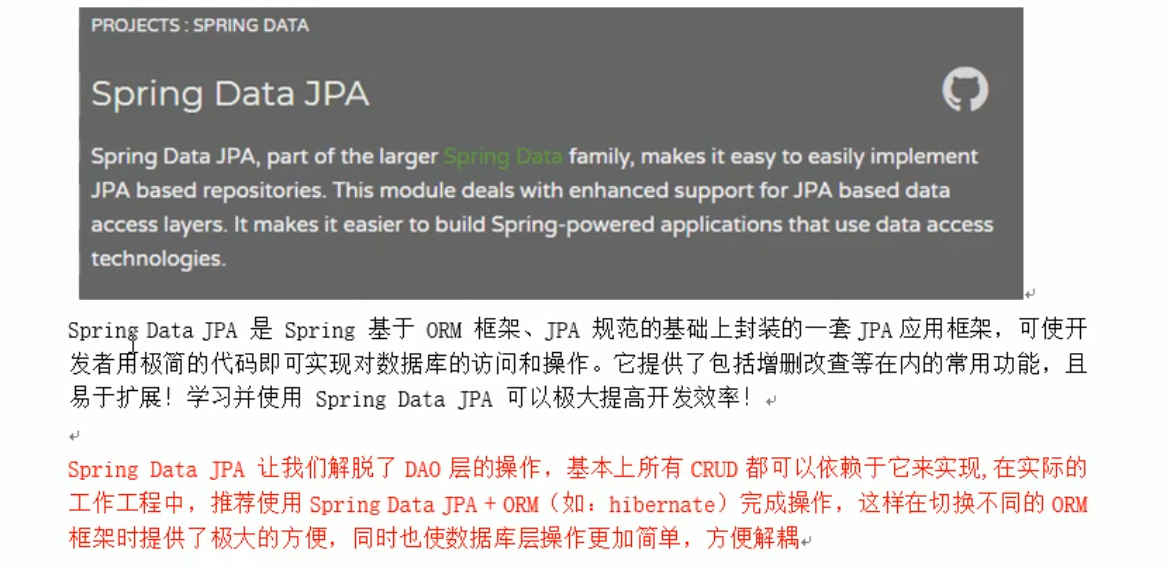 PROJECTS : SPRING DATA
Spring Data JPA
Spring Data JPA, part of the larger Spring Data family, makes it easy to easily implement
JPA based repositories. This module deals with enhanced support for JPA based data
access layers. It makes it easier to build Spring-powered applications that use data access
technologies.
Spring Data JPA 是 Spring 基于 ORM 框架、JPA 规范的基础上封装的一套 JPA 应用框架，可使开
发者用极简的代码即可实现对数据库的访问和操作。它提供了包括增删改查等在内的常用功能，且
易于扩展！学习并使用 Spring Data JPA 可以极大提高开发效率！
Spring Data JPA 让我们解脱了 DAO 层的操作，基本上所有 CRUD 都可以依赖于它来实现,在实际的
工作工程中，推荐使用 Spring Data JPA + ORM（如：hibernate）完成操作，这样在切换不同的 ORM
框架时提供了极大的方便，同时也使数据库层操作更加简单，方便解耦